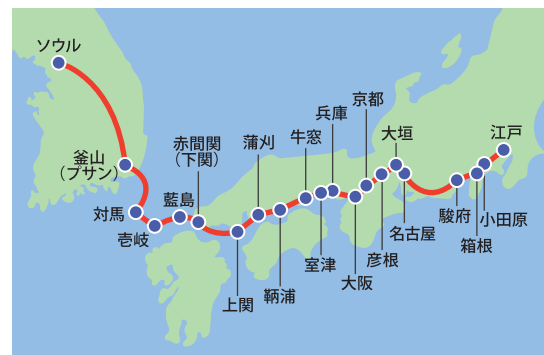 ソウル
釜山
（プサン）
対馬
壱岐
藍島
赤間関
（下関）
上関
蒲刈
鞆浦
牛窓
室津
兵庫
大阪
京都
彦根
大垣
名古屋
駿府
箱根
小田原
江戸